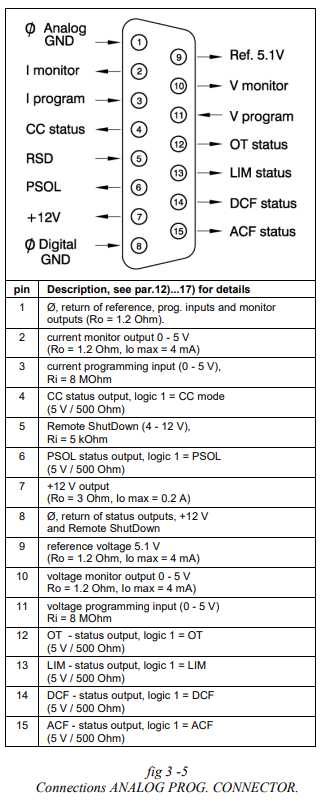 Ø Analog
GND
I monitor
I program
CC status
RSD
PSOL
+12V
Ø Digital
GND
1
2
3
4
5
6
7
8
9
10
11
12
13
14
15
Ref. 5.1V
V monitor
V program
OT status
LIM status
DCF status
ACF status
pin Description, see par.12)...17) for details
1 Ø, return of reference, prog. inputs and monitor
outputs (Ro = 1.2 Ohm).
2 current monitor output 0 - 5 V
(Ro = 1.2 Ohm, Io max = 4 mA)
3 current programming input (0 - 5 V),
Ri = 8 MOhm
4 CC status output, logic 1 = CC mode
(5 V / 500 Ohm)
5 Remote ShutDown (4 - 12 V),
Ri = 5 kOhm
6 PSOL status output, logic 1 = PSOL
(5 V / 500 Ohm)
7 +12 V output
(Ro = 3 Ohm, Io max = 0.2 A)
8 Ø, return of status outputs, +12 V
and Remote ShutDown
9 reference voltage 5.1 V
(Ro = 1.2 Ohm, Io max = 4 mA)
10 voltage monitor output 0 - 5 V
Ro = 1.2 Ohm, Io max = 4 mA)
11 voltage programming input (0 - 5 V)
Ri = 8 MOhm
12 OT - status output, logic 1 = OT
(5 V / 500 Ohm)
13 LIM - status output, logic 1 = LIM
(5 V / 500 Ohm)
14 DCF - status output, logic 1 = DCF
(5 V / 500 Ohm)
15 ACF - status output, logic 1 = ACF
(5 V / 500 Ohm)
fig 3 -5
Connections ANALOG PROG. CONNECTOR.